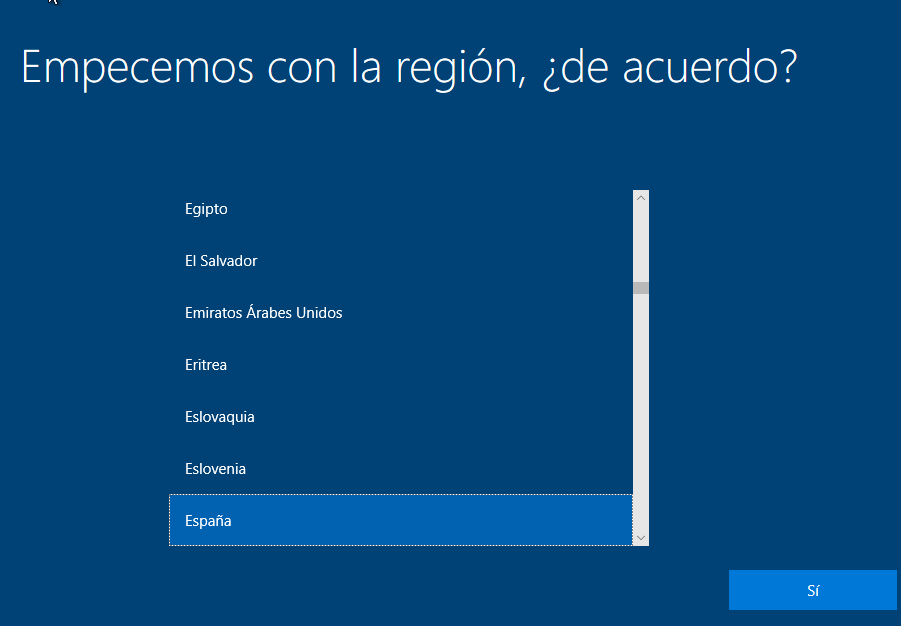 Empecemos con la región, ¿de acuerdo?
Egipto
El Salvador
Emiratos Árabes Unidos
Eritrea
Eslovaquia
Eslovenia
España
Sí